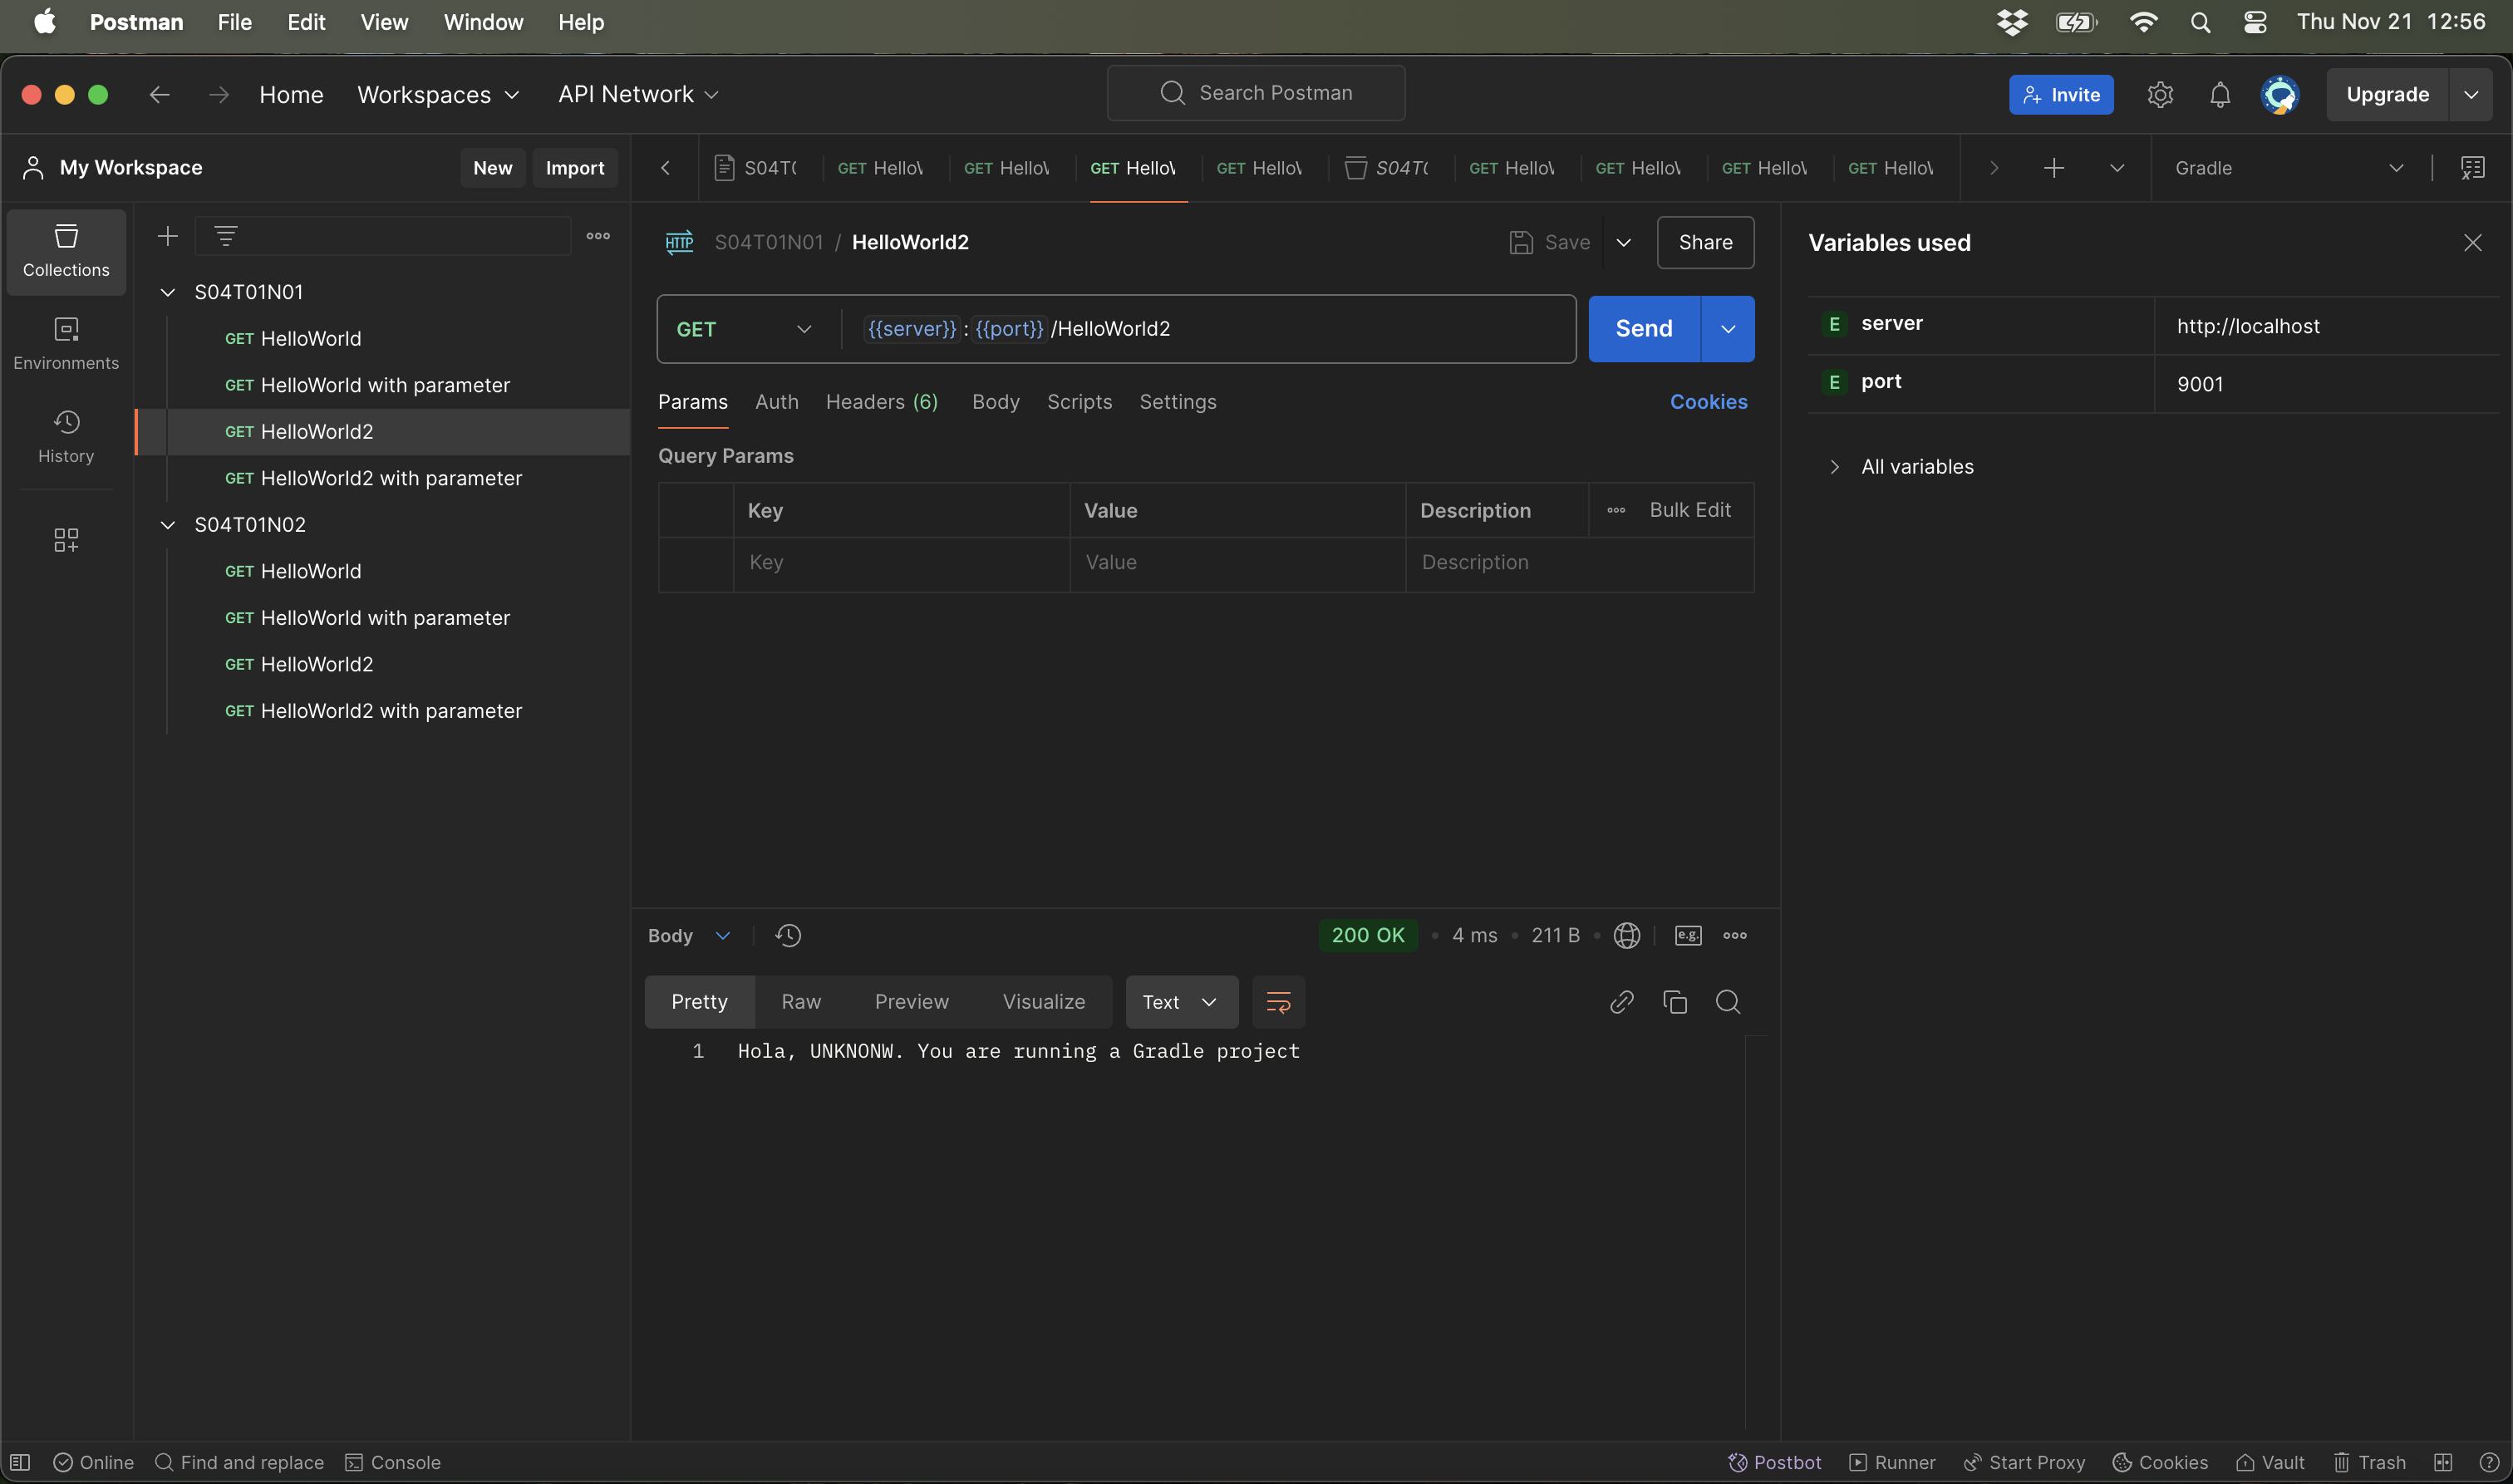 Postman File Edit View Window Help Thu Nov 21 12:56
Home Workspaces API Network Search Postman Invite Upgrade
My Workspace New Import S04T( GET Hello\ GET Hello\ GET Hello\ GET Hello\ S04T( GET Hello\ GET Hello\ GET Hello\ GET Hello\ Gradle
Collections
Environments
History
S04T01N01
GET HelloWorld
GET HelloWorld with parameter
GET HelloWorld2
GET HelloWorld2 with parameter
S04T01N02
GET HelloWorld
GET HelloWorld with parameter
GET HelloWorld2
GET HelloWorld2 with parameter
HTTP S04T01N01 / HelloWorld2 Save Share
GET {{server}}:{{port}}/HelloWorld2 Send
Params Auth Headers (6) Body Scripts Settings Cookies
Query Params
Key Value Description Bulk Edit
Key Value Description
Body 200 OK 4 ms 211 B e.g.
Pretty Raw Preview Visualize Text
1 Hola, UNKNONW. You are running a Gradle project
Variables used
E server http://localhost
E port 9001
All variables
Online Find and replace Console Postbot Runner Start Proxy Cookies Vault Trash